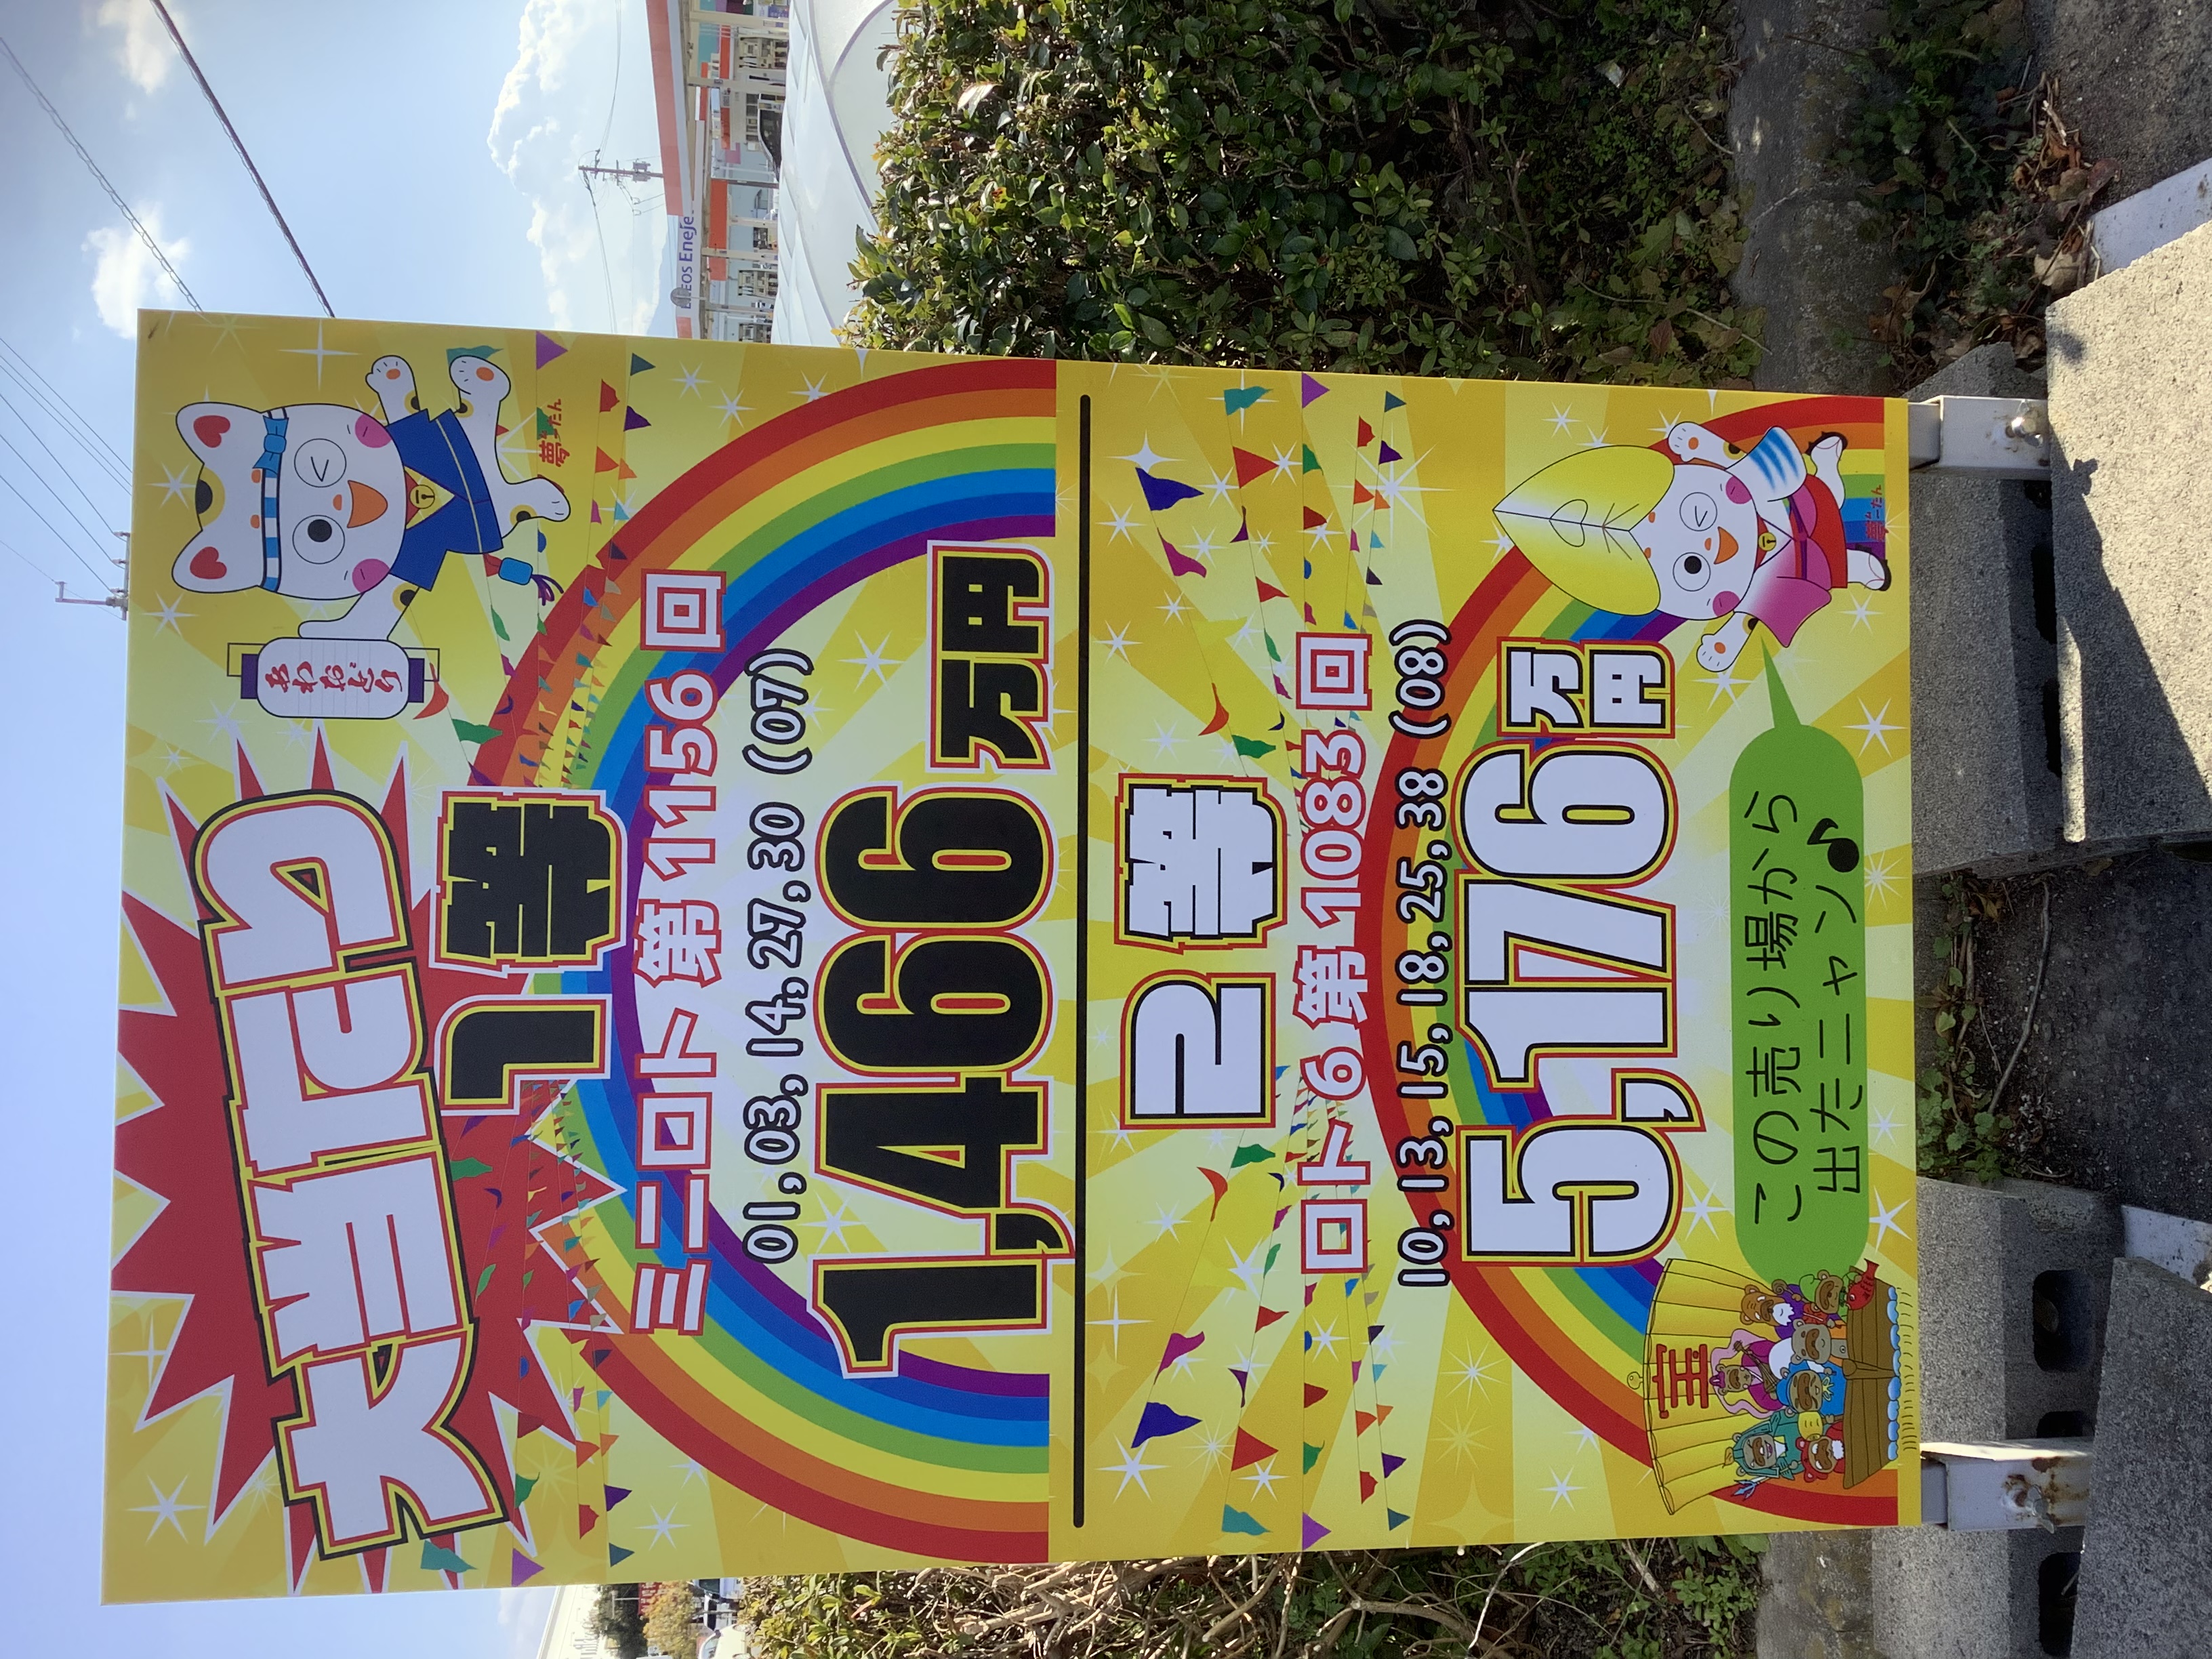 大当り
1等
ミニロト 第1156回
01, 03, 14, 27, 30 (07)
1,466万円
2等
ロト6 第1083回
10, 13, 15, 18, 25, 38 (08)
5,176万円
この売り場から
出たニャン♪
宝
ENEOS EneJe